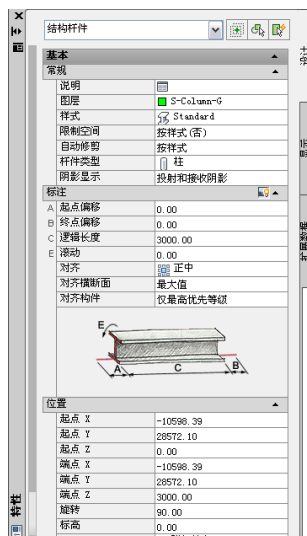 结构杆件
基本
常规
说明
图层 S-Column-G
样式 Standard
限制空间 按样式(否)
自动修剪 按样式
杆件类型 柱
阴影显示 投射和接收阴影
标注
A 起点偏移 0.00
B 终点偏移 0.00
C 逻辑长度 3000.00
E 滚动 0.00
对齐 正中
对齐横断面 最大值
对齐构件 仅最高优先等级
E
A C B
位置
起点 X -10598.39
起点 Y 28572.10
起点 Z 0.00
端点 X -10598.39
端点 Y 28572.10
端点 Z 3000.00
旋转 90.00
标高 0.00
特性